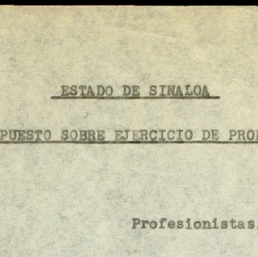 ESTADO DE SINALOA
PUESTO SOBRE EJERCICIO DE PRO
Profesionistas